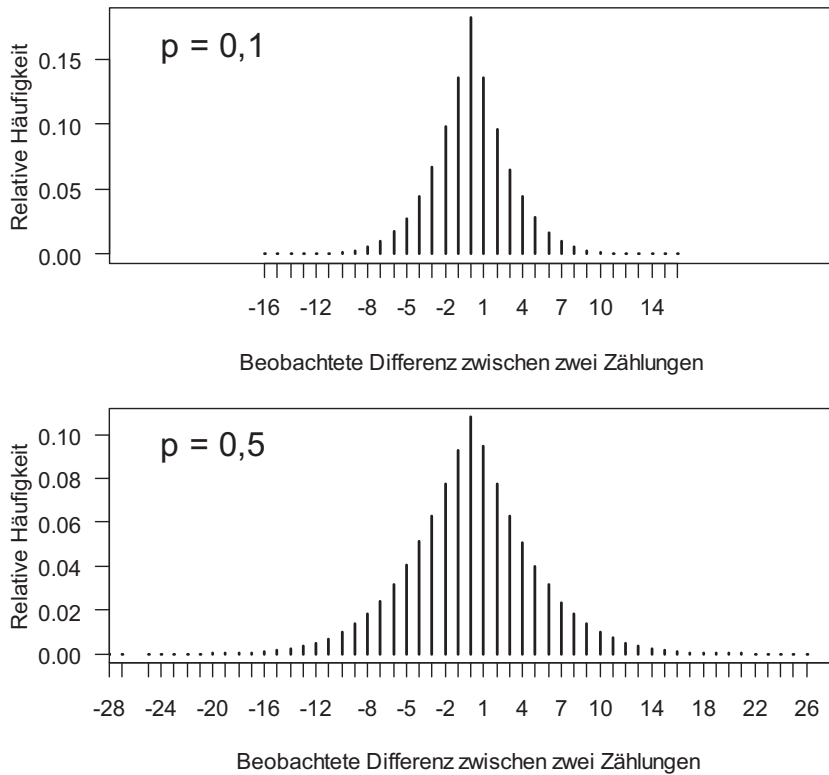 p = 0,1
Relative Häufigkeit
0.15
0.10
0.05
0.00
-16 -12 -8 -5 -2 1 4 7 10 14
Beobachtete Differenz zwischen zwei Zählungen
p = 0,5
Relative Häufigkeit
0.10
0.08
0.06
0.04
0.02
0.00
-28 -24 -20 -16 -12 -8 -5 -2 1 4 7 10 14 18 22 26
Beobachtete Differenz zwischen zwei Zählungen